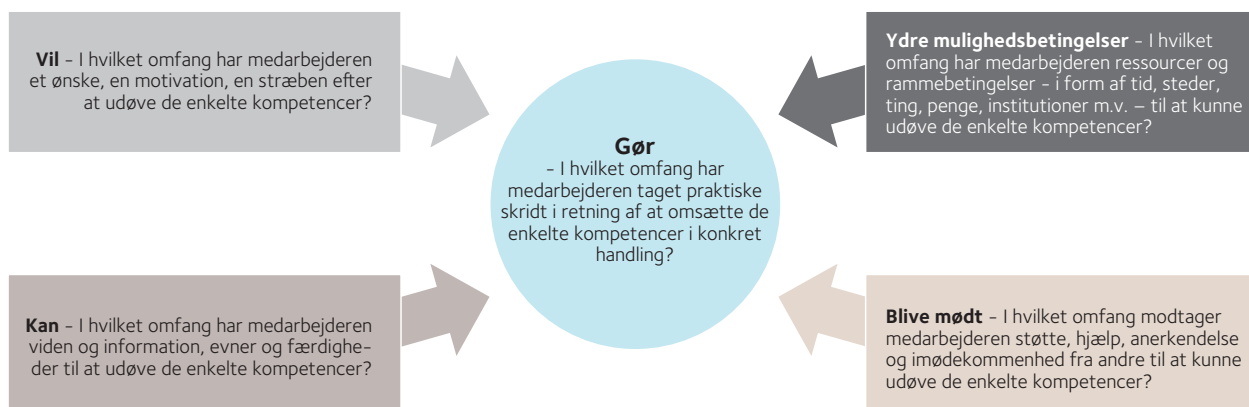 Vil - I hvilket omfang har medarbejderen
et ønske, en motivation, en stræben efter
at udøve de enkelte kompetencer?
Ydre mulighedsbetingelser - I hvilket
omfang har medarbejderen ressourcer og
rammebetingelser - i form af tid, steder,
ting, penge, institutioner m.v. – til at kunne
udøve de enkelte kompetencer?
Gør
- I hvilket omfang har
medarbejderen taget praktiske
skridt i retning af at omsætte de
enkelte kompetencer i konkret
handling?
Kan - I hvilket omfang har medarbejderen
viden og information, evner og færdighe-
der til at udøve de enkelte kompetencer?
Blive mødt - I hvilket omfang modtager
medarbejderen støtte, hjælp, anerkendelse
og imødekommenhed fra andre til at kunne
udøve de enkelte kompetencer?